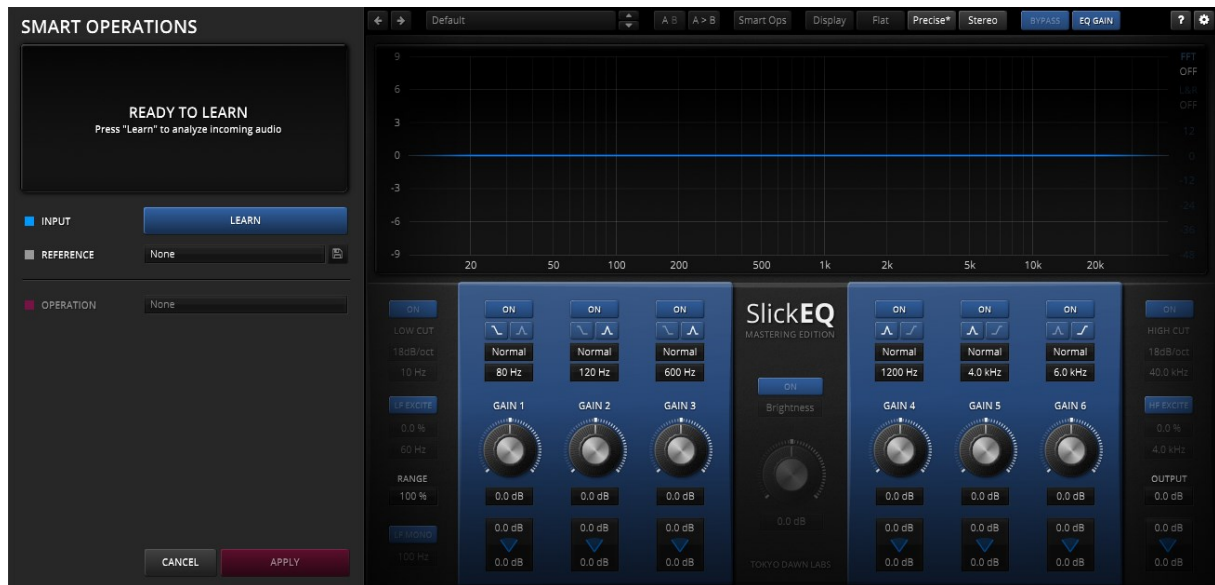 SMART OPERATIONS
READY TO LEARN
Press "Learn" to analyze incoming audio
INPUT LEARN
REFERENCE None
OPERATION None
CANCEL APPLY
Default A B A > B Smart Ops Display Flat Precise* Stereo BYPASS EQ GAIN ?
9 FFT
OFF
6 L&R
OFF
3 12
0 0
-3 -12
-24
-6 -36
-9 -48
20 50 100 200 500 1k 2k 5k 10k 20k
ON ON ON ON SlickEQ ON ON ON ON
LOW CUT MASTERING EDITION HIGH CUT
18dB/oct Normal Normal Normal Normal Normal Normal 18dB/oct
10 Hz 80 Hz 120 Hz 600 Hz 1200 Hz 4.0 kHz 6.0 kHz 40.0 kHz
ON
LF EXCITE GAIN 1 GAIN 2 GAIN 3 Brightness GAIN 4 GAIN 5 GAIN 6 HF EXCITE
0.0 % 0.0 %
60 Hz 4.0 kHz
RANGE OUTPUT
100 % 0.0 dB 0.0 dB 0.0 dB 0.0 dB 0.0 dB 0.0 dB 0.0 dB
0.0 dB
LF MONO 0.0 dB 0.0 dB 0.0 dB 0.0 dB 0.0 dB 0.0 dB 0.0 dB
100 Hz 0.0 dB 0.0 dB 0.0 dB TOKYO DAWN LABS 0.0 dB 0.0 dB 0.0 dB 0.0 dB